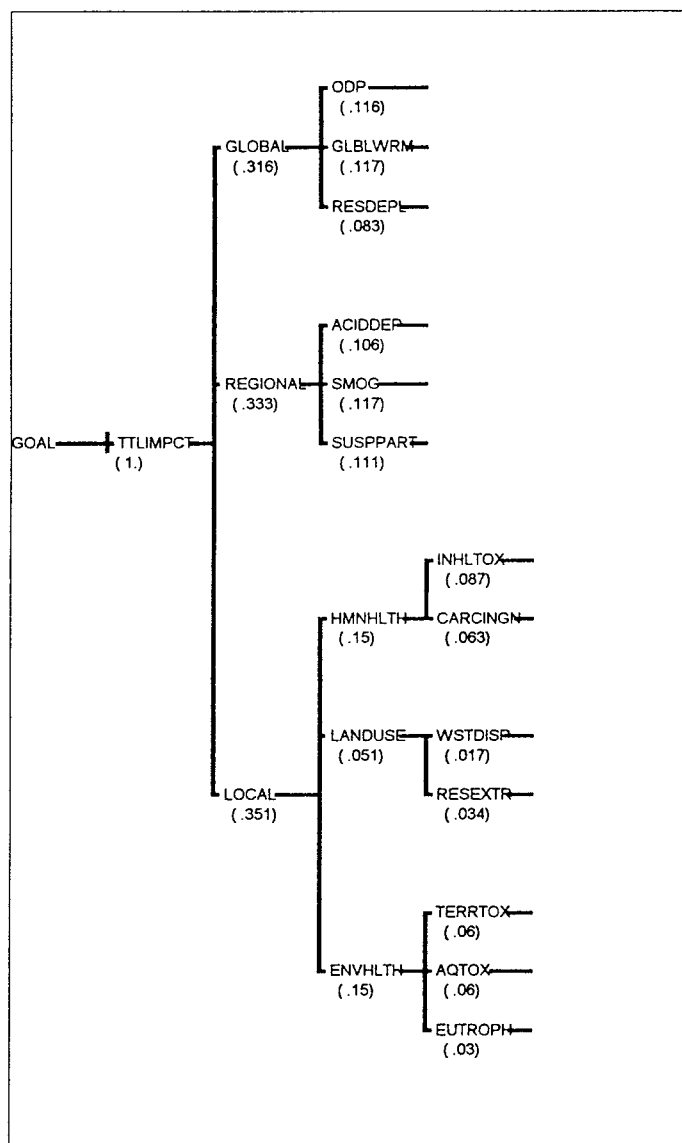 ODP
(.116)
GLOBAL
(.316)
GLBLWRM
(.117)
RESDEPL
(.083)
ACIDDEP
(.106)
REGIONAL
(.333)
SMOG
(.117)
GOAL
TTLIMPCT
(1.)
SUSPPART
(.111)
INHLTOX
(.087)
HMNHLTH
(.15)
CARCINGN
(.063)
LANDUSE
(.051)
WSTDISP
(.017)
LOCAL
(.351)
RESEXTR
(.034)
TERRTOX
(.06)
ENVHLTH
(.15)
AQTOX
(.06)
EUTROPH
(.03)